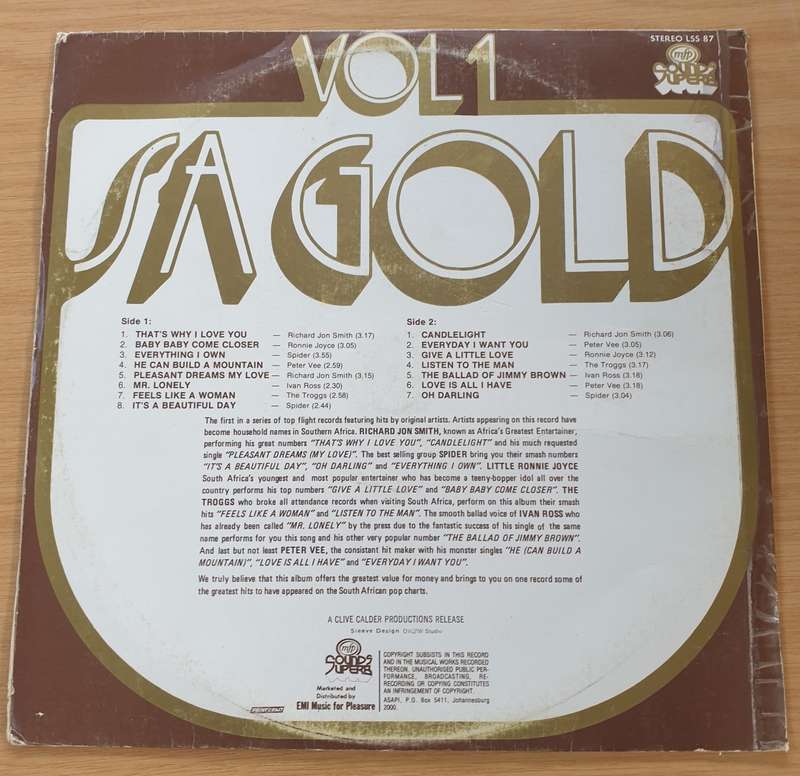 VOL 1
STEREO LSS 87
mfp
SOUNDS
SUPERB
SA GOLD
Side 1:
1. THAT'S WHY I LOVE YOU — Richard Jon Smith (3.17)
2. BABY BABY COME CLOSER — Ronnie Joyce (3.05)
3. EVERYTHING I OWN — Spider (3.55)
4. HE CAN BUILD A MOUNTAIN — Peter Vee (2.59)
5. PLEASANT DREAMS MY LOVE — Richard Jon Smith (3,15)
6. MR. LONELY — Ivan Ross (2.30)
7. FEELS LIKE A WOMAN — The Troggs (2.58)
8. IT'S A BEAUTIFUL DAY — Spider (2.44)
Side 2:
1. CANDLELIGHT — Richard Jon Smith (3.06)
2. EVERYDAY I WANT YOU — Peter Vee (3.05)
3. GIVE A LITTLE LOVE — Ronnie Joyce (3.12)
4. LISTEN TO THE MAN — The Troggs (3.17)
5. THE BALLAD OF JIMMY BROWN — Ivan Ross (3.18)
6. LOVE IS ALL I HAVE — Peter Vee (3.18)
7. OH DARLING — Spider (3.04)
The first in a series of top flight records featuring hits by original artists. Artists appearing on this record have
become household names in Southern Africa. RICHARD JON SMITH, known as Africa's Greatest Entertainer,
performing his great numbers "THAT'S WHY I LOVE YOU", "CANDLELIGHT" and his much requested
single "PLEASANT DREAMS (MY LOVE)". The best selling group SPIDER bring you their smash numbers
"IT'S A BEAUTIFUL DAY", "OH DARLING" and "EVERYTHING I OWN". LITTLE RONNIE JOYCE
South Africa's youngest and most popular entertainer who has become a teeny-bopper idol all over the
country performs his top numbers "GIVE A LITTLE LOVE" and "BABY BABY COME CLOSER". THE
TROGGS who broke all attendance records when visiting South Africa, perform on this album their smash
hits "FEELS LIKE A WOMAN" and "LISTEN TO THE MAN". The smooth ballad voice of IVAN ROSS who
has already been called "MR. LONELY" by the press due to the fantastic success of his single of the same
name performs for you this song and his other very popular number "THE BALLAD OF JIMMY BROWN".
And last but not least PETER VEE, the consistant hit maker with his monster singles "HE (CAN BUILD A
MOUNTAIN)", "LOVE IS ALL I HAVE" and "EVERYDAY I WANT YOU".
We truly believe that this album offers the greatest value for money and brings to you on one record some of
the greatest hits to have appeared on the South African pop charts.
A CLIVE CALDER PRODUCTIONS RELEASE
Sleeve Design Studio
mfp
SOUNDS
SUPERB
Marketed and
Distributed by
EMI Music for Pleasure
COPYRIGHT SUBSISTS IN THIS RECORD
AND IN THE MUSICAL WORKS RECORDED
THEREON. UNAUTHORISED PUBLIC PER-
FORMANCE, BROADCASTING, RE-
RECORDING OR COPYING CONSTITUTES
AN INFRINGEMENT OF COPYRIGHT.
ASAPI, P.O. Box 5411, Johannesburg
2000.